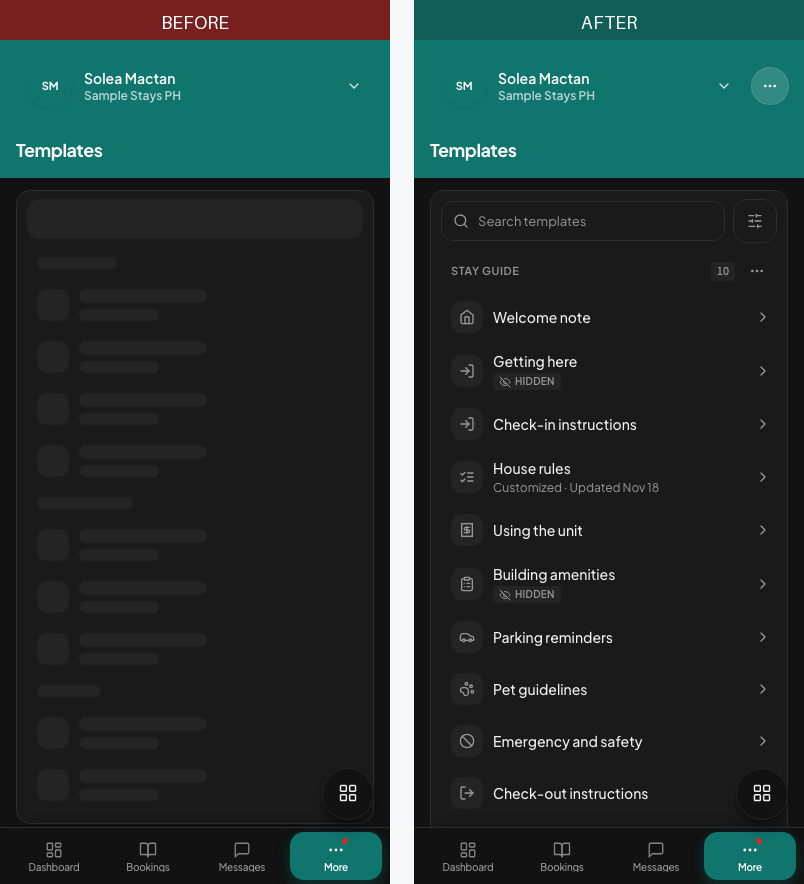 BEFORE
SM
Solea Mactan
Sample Stays PH
Templates
Dashboard
Bookings
Messages
More
AFTER
SM
Solea Mactan
Sample Stays PH
Templates
Search templates
STAY GUIDE
10
Welcome note
Getting here
HIDDEN
Check-in instructions
House rules
Customized · Updated Nov 18
Using the unit
Building amenities
HIDDEN
Parking reminders
Pet guidelines
Emergency and safety
Check-out instructions
Dashboard
Bookings
Messages
More